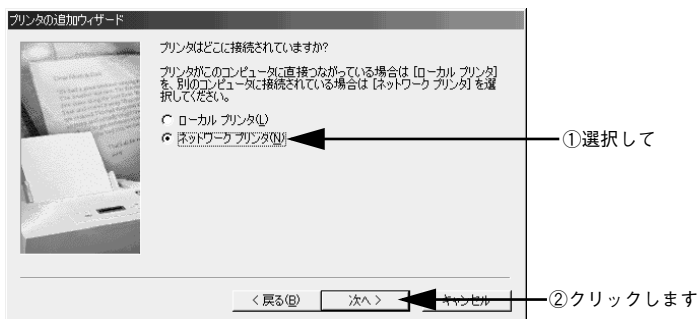 プリンタの追加ウィザード
プリンタはどこに接続されていますか?
プリンタがこのコンピュータに直接つながっている場合は [ローカル プリンタ]
を、別のコンピュータに接続されている場合は [ネットワーク プリンタ] を選
択してください。
ローカル プリンタ(L)
ネットワーク プリンタ(N)
①選択して
< 戻る(B)
次へ >
キャンセル
②クリックします